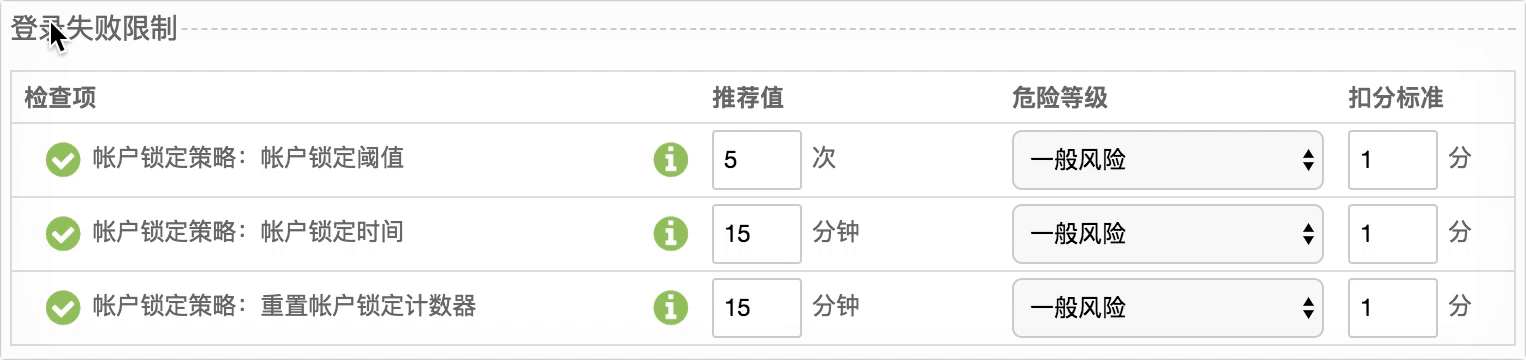 登录失败限制
检查项 推荐值 危险等级 扣分标准
帐户锁定策略：帐户锁定阈值 5 次 一般风险 1 分
帐户锁定策略：帐户锁定时间 15 分钟 一般风险 1 分
帐户锁定策略：重置帐户锁定计数器 15 分钟 一般风险 1 分